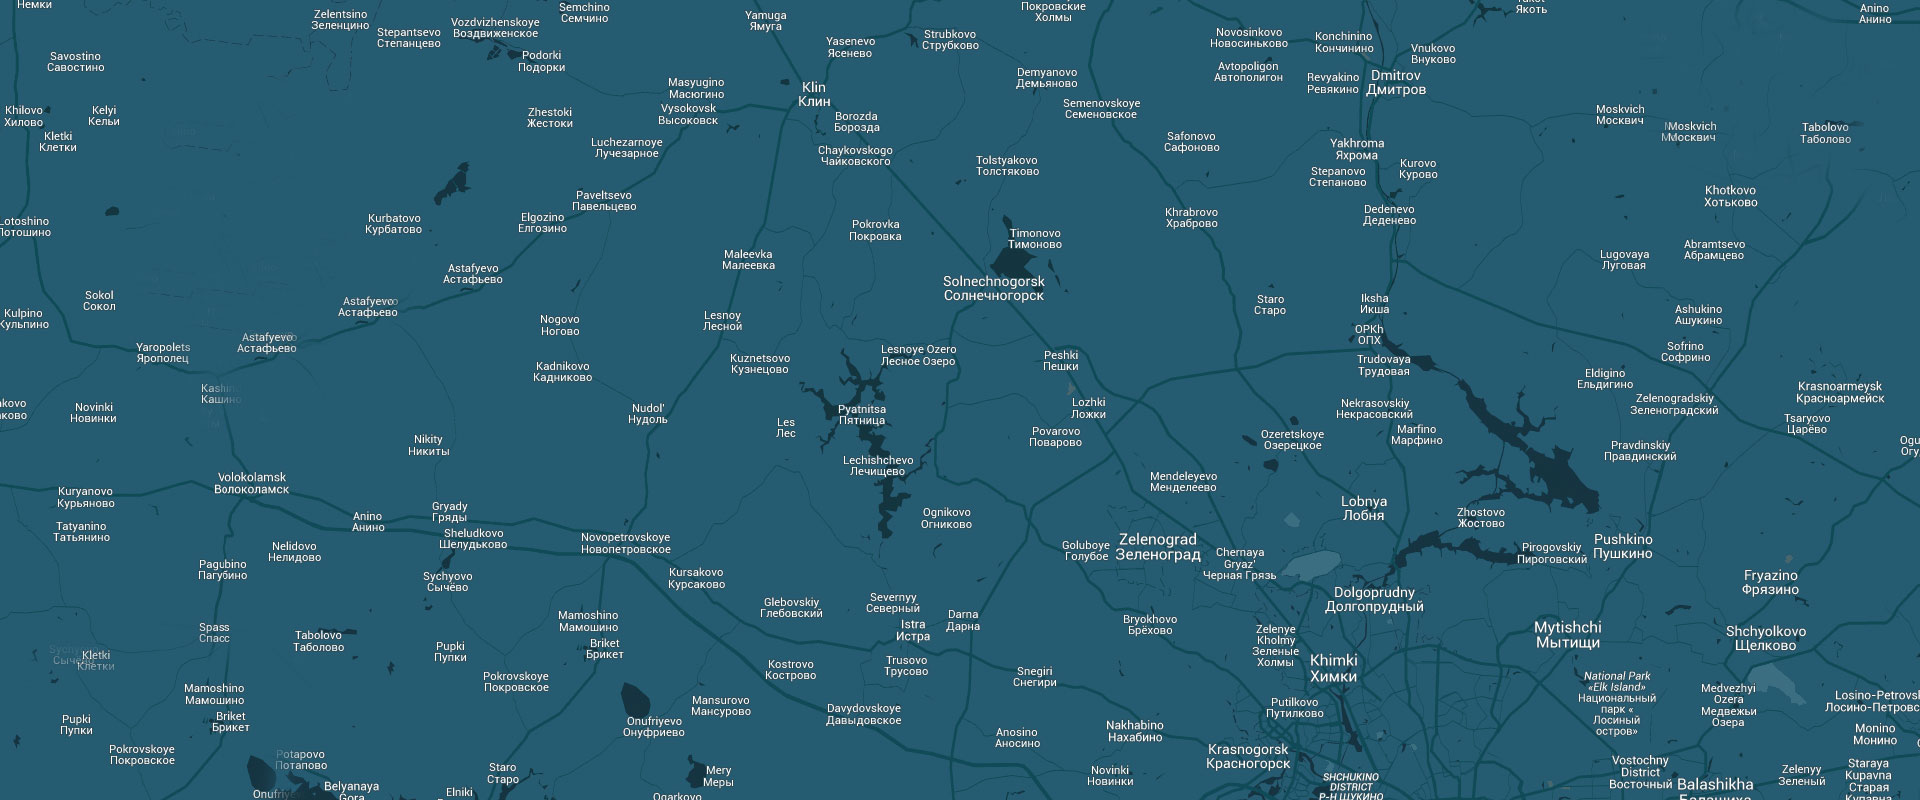 Немки
Zelentsino
Зеленцино
Stepantsevo
Степанцево
Vozdvizhenskoye
Воздвиженское
Semchino
Семчино
Podorki
Подорки
Yamuga
Ямуга
Yasenevo
Ясенево
Strubkovo
Струбково
Покровские
Холмы
Novosinkovo
Новосиньково
Konchinino
Кончинино
Vnukovo
Внуково
Якоть
Anino
Анино
Savostino
Савостино
Masyugino
Масюгино
Demyanovo
Демьяново
Avtopoligon
Автополигон
Revyakino
Ревякино
Dmitrov
Дмитров
Khilovo
Хилово
Kelyi
Кельи
Kletki
Клетки
Zhestoki
Жестоки
Vysokovsk
Высоковск
Klin
Клин
Borozda
Борозда
Semenovskoye
Семеновское
Moskvich
Москвич
Moskvich
Москвич
Tabolovo
Таболово
Luchezarnoye
Лучезарное
Chaykovskogo
Чайковского
Tolstyakovo
Толстяково
Safonovo
Сафоново
Yakhroma
Яхрома
Stepanovo
Степаново
Kurovo
Курово
Khotkovo
Хотьково
Lotoshino
Лотошино
Kurbatovo
Курбатово
Paveltsevo
Павельцево
Elgozino
Елгозино
Pokrovka
Покровка
Timonovo
Тимоново
Khrabrovo
Храброво
Dedenevo
Деденево
Abramtsevo
Абрамцево
Lugovaya
Луговая
Astafyevo
Астафьево
Maleevka
Малеевка
Solnechnogorsk
Солнечногорск
Sokol
Сокол
Astafyevo
Астафьево
Staro
Старо
Iksha
Икша
Ashukino
Ашукино
Kulpino
Кульпино
Nogovo
Ногово
Lesnoy
Лесной
OPKh
ОПХ
Yaropolets
Ярополец
Astafyevo
Астафьево
Kadnikovo
Кадниково
Kuznetsovo
Кузнецово
Lesnoye Ozero
Лесное Озеро
Peshki
Пешки
Trudovaya
Трудовая
Sofrino
Софрино
Eldigino
Ельдигино
Krasnoarmeysk
Красноармейск
Kashino
Кашино
Novinki
Новинки
Nudol'
Нудоль
Les
Лес
Pyatnitsa
Пятница
Lozhki
Ложки
Nekrasovskiy
Некрасовский
Zelenogradskiy
Зеленоградский
Tsaryovo
Царёво
Nikity
Никиты
Povarovo
Поварово
Ozeretskoye
Озерецкое
Marfino
Марфино
Pravdinskiy
Правдинский
Lechishchevo
Лечищево
Mendeleyevo
Менделеево
Volokolamsk
Волоколамск
Kuryanovo
Курьяново
Lobnya
Лобня
Gryady
Гряды
Anino
Анино
Ognikovo
Огниково
Zhostovo
Жостово
Tatyanino
Татьянино
Sheludkovo
Шелудьково
Novopetrovskoye
Новопетровское
Nelidovo
Нелидово
Goluboye
Голубое
Zelenograd
Зеленоград
Chernaya
Gryaz'
Черная Грязь
Pirogovskiy
Пироговский
Pushkino
Пушкино
Pagubino
Пагубино
Sychyovo
Сычёво
Kursakovo
Курсаково
Fryazino
Фрязино
Glebovskiy
Глебовский
Severnyy
Северный
Dolgoprudny
Долгопрудный
Mamoshino
Мамошино
Istra
Истра
Darna
Дарна
Bryokhovo
Брёхово
Spass
Спасс
Tabolovo
Таболово
Zelenye
Kholmy
Зеленые
Холмы
Mytishchi
Мытищи
Shchyolkovo
Щелково
Kletki
Клетки
Pupki
Пупки
Briket
Брикет
Kostrovo
Кострово
Trusovo
Трусово
Snegiri
Снегири
Khimki
Химки
Mamoshino
Мамошино
Pokrovskoye
Покровское
National Park
«Elk Island»
Национальный
парк «
Лосиный
остров»
Medvezhyi
Ozera
Медвежьи
Озера
Mansurovo
Мансурово
Davydovskoye
Давыдовское
Putilkovo
Путилково
Pupki
Пупки
Briket
Брикет
Onufriyevo
Онуфриево
Anosino
Аносино
Nakhabino
Нахабино
Monino
Монино
Pokrovskoye
Покровское
Potapovo
Потапово
Staro
Старо
Mery
Меры
Novinki
Новинки
Krasnogorsk
Красногорск
Vostochny
District
Восточный
Zelenyy
Зеленый
Staraya
Kupavna
Старая
Купавна
SHCHUKINO
DISTRICT
Р-Н ЩУКИНО
Balashikha
Балашиха
Belyanaya
Gora
Elniki
Ogarkovo